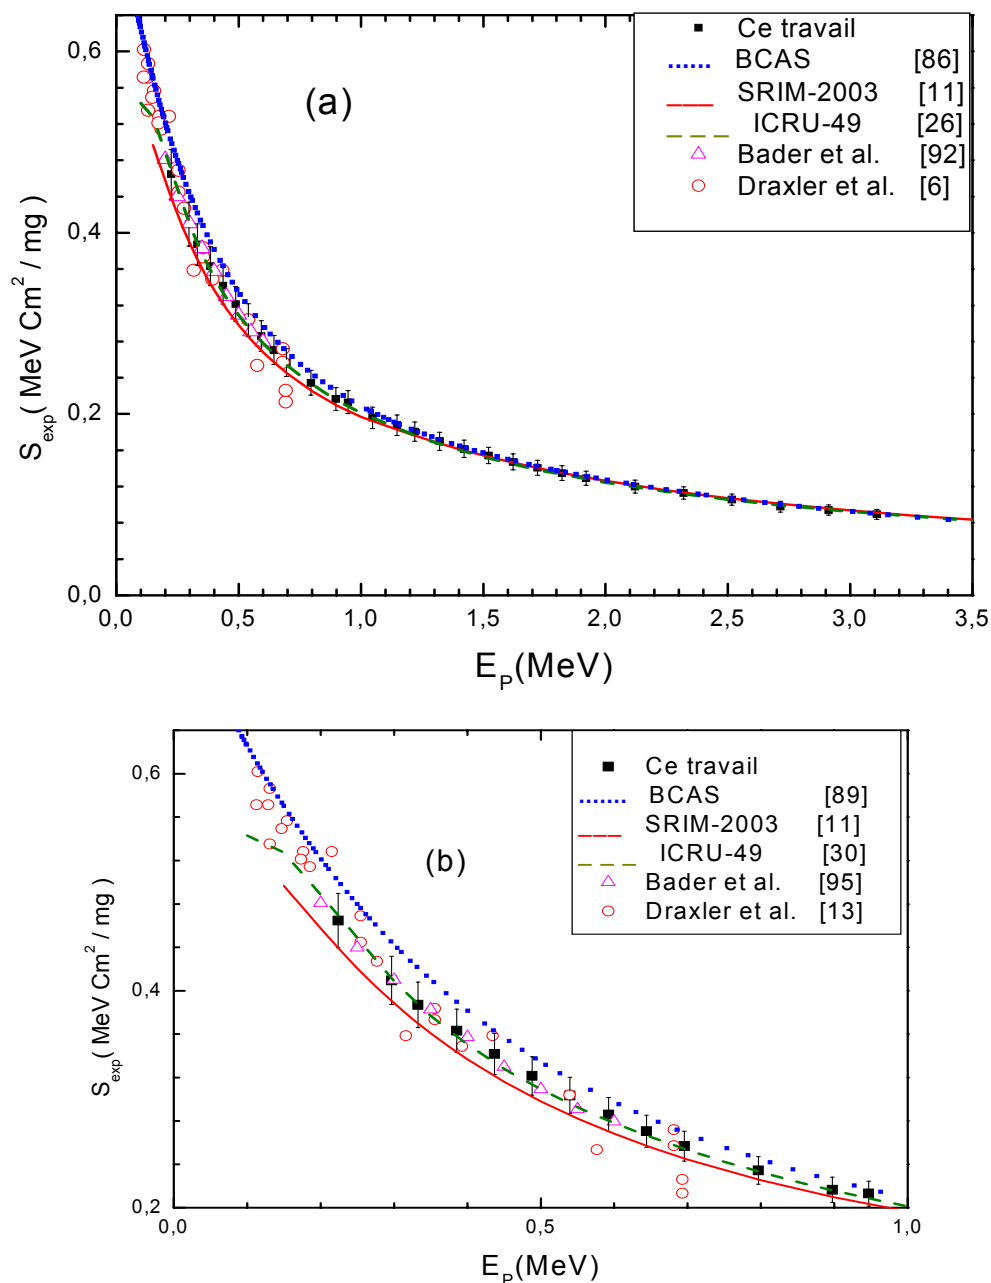 Ce travail
BCAS [86]
SRIM-2003 [11]
ICRU-49 [26]
Bader et al. [92]
Draxler et al. [6]
(a)
0,6
0,4
0,2
0,0
S_exp( MeV Cm² / mg)
0,0 0,5 1,0 1,5 2,0 2,5 3,0 3,5
E_P(MeV)
Ce travail
BCAS [89]
SRIM-2003 [11]
ICRU-49 [30]
Bader et al. [95]
Draxler et al. [13]
(b)
0,6
0,4
0,2
S_exp( MeV Cm² / mg)
0,0 0,5 1,0
E_P(MeV)